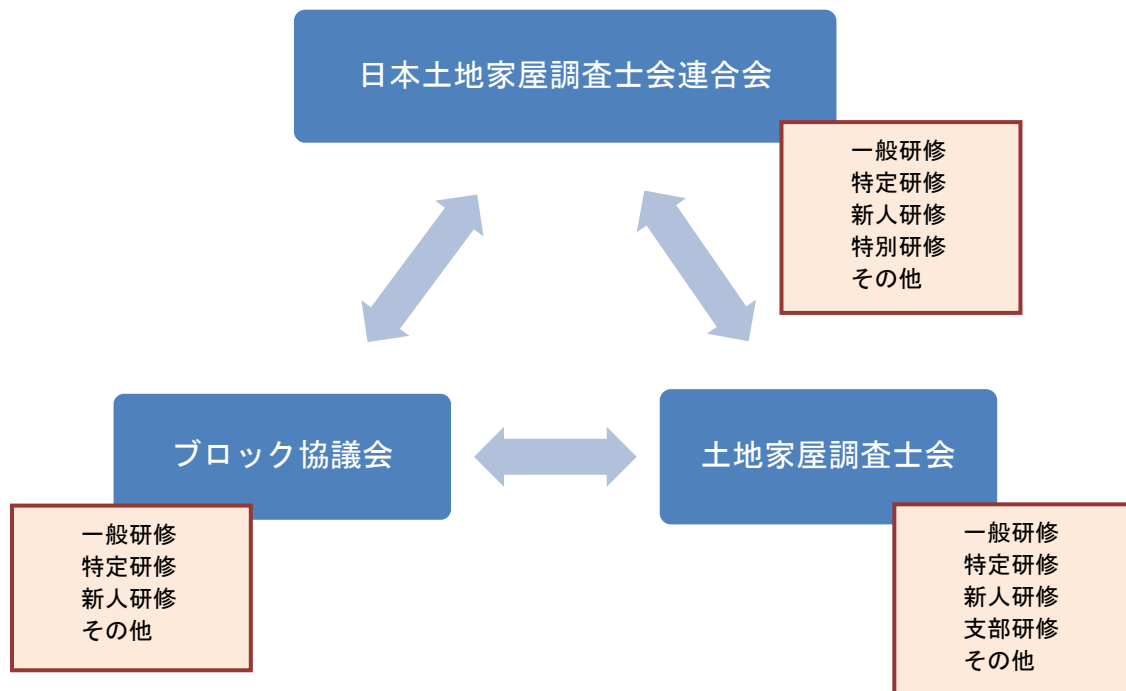 日本土地家屋調査士会連合会
一般研修
特定研修
新人研修
特別研修
その他
ブロック協議会
一般研修
特定研修
新人研修
その他
土地家屋調査士会
一般研修
特定研修
新人研修
支部研修
その他